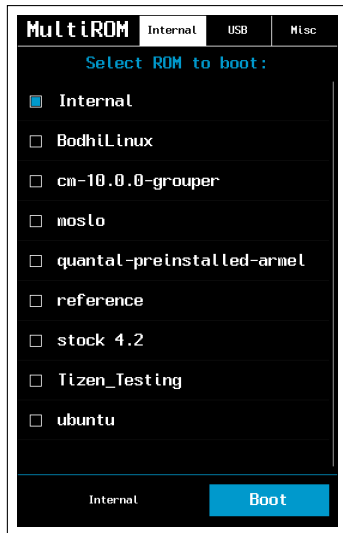 MultiROM Internal USB Misc
Select ROM to boot:
Internal
BodhiLinux
cm-10.0.0-grouper
moslo
quantal-preinstalled-armel
reference
stock 4.2
Tizen_Testing
ubuntu
Internal Boot